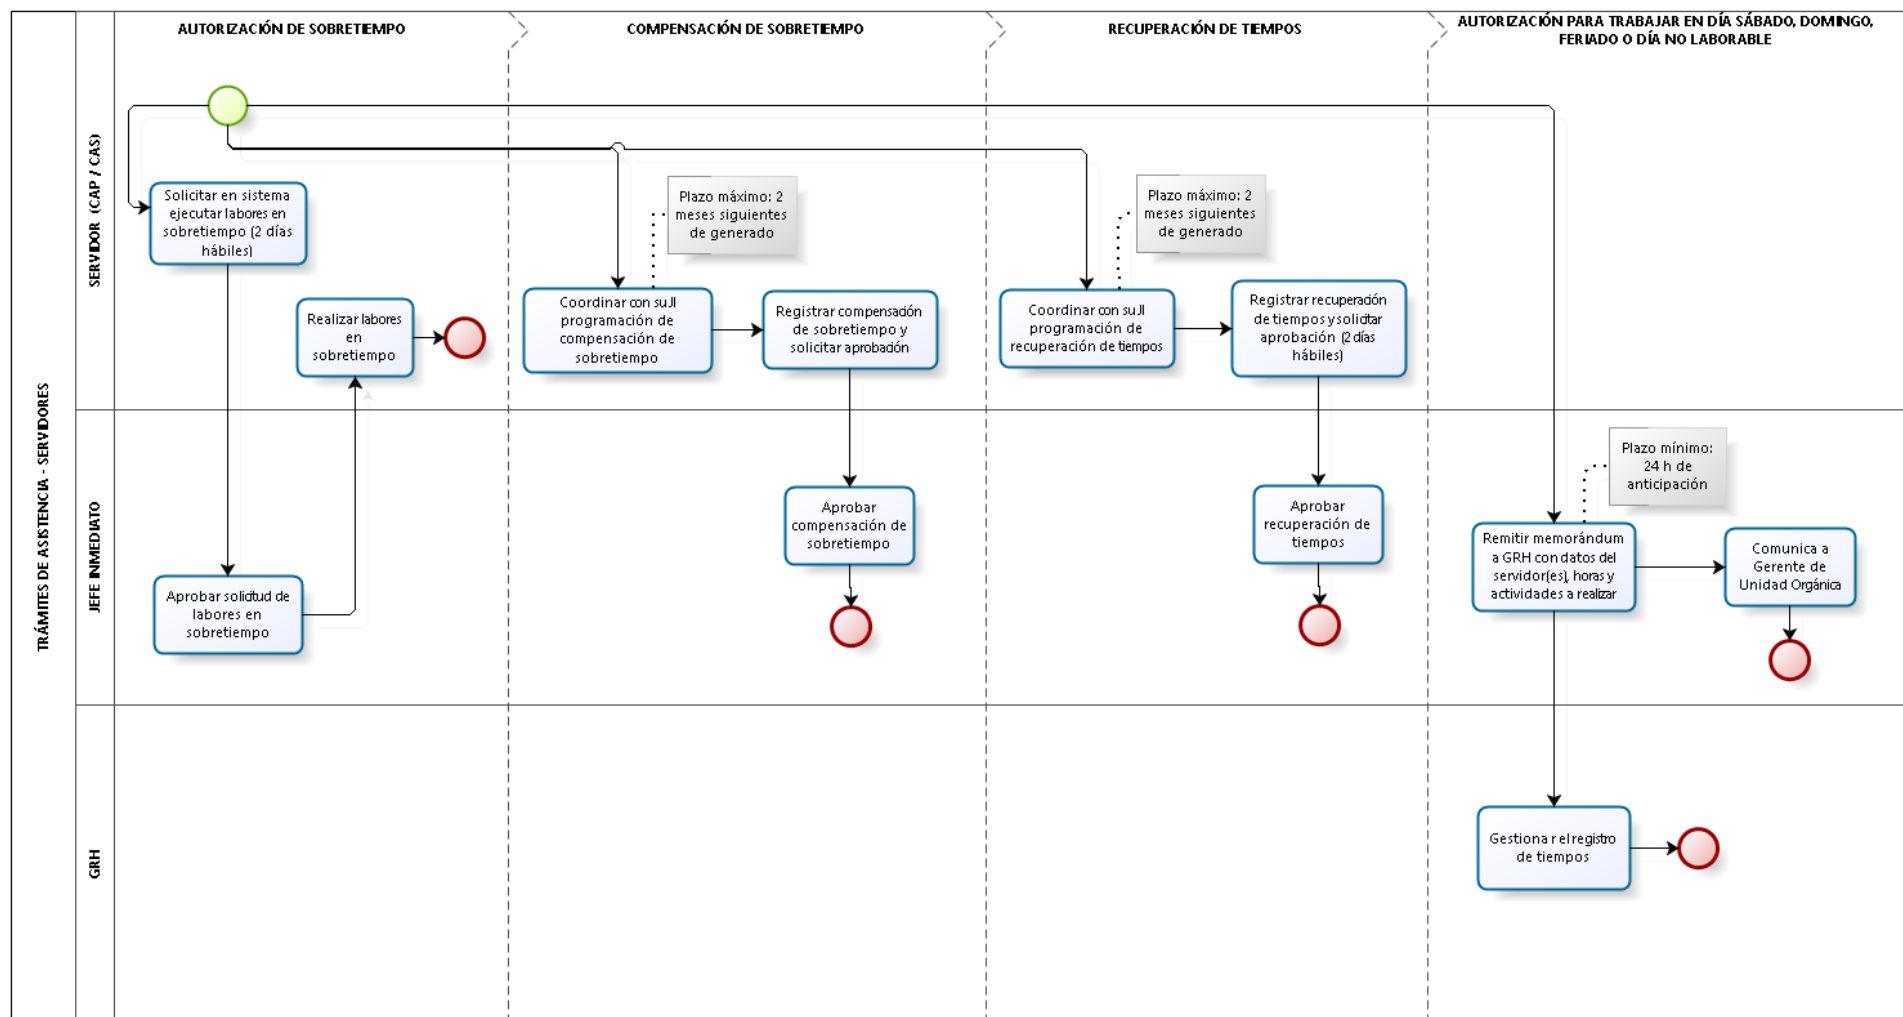 AUTORIZACIÓN DE SOBRETIEMPO
COMPENSACIÓN DE SOBRETIEMPO
RECUPERACIÓN DE TIEMPOS
AUTORIZACIÓN PARA TRABAJAR EN DÍA SÁBADO, DOMINGO,
FERIADO O DÍA NO LABORABLE
TRÁMITES DE ASISTENCIA - SERVIDORES
SERVIDOR (CAP / CAS)
Solicitar en sistema
ejecutar labores en
sobretiempo (2 días
hábiles)
Realizar labores
en
sobretiempo
Plazo máximo: 2
meses siguientes
de generado
Coordinar con su JI
programación de
compensación de
sobretiempo
Registrar compensación
de sobretiempo y
solicitar aprobación
Plazo máximo: 2
meses siguientes
de generado
Coordinar con su JI
programación de
recuperación de tiempos
Registrar recuperación
de tiempos y solicitar
aprobación (2 días
hábiles)
JEFE INMEDIATO
Aprobar solicitud de
labores en
sobretiempo
Aprobar
compensación de
sobretiempo
Aprobar
recuperación de
tiempos
Plazo mínimo:
24 h de
anticipación
Remitir memorándum
a GRH con datos del
servidor(es), horas y
actividades a realizar
Comunica a
Gerente de
Unidad Orgánica
GRH
Gestionar el registro
de tiempos